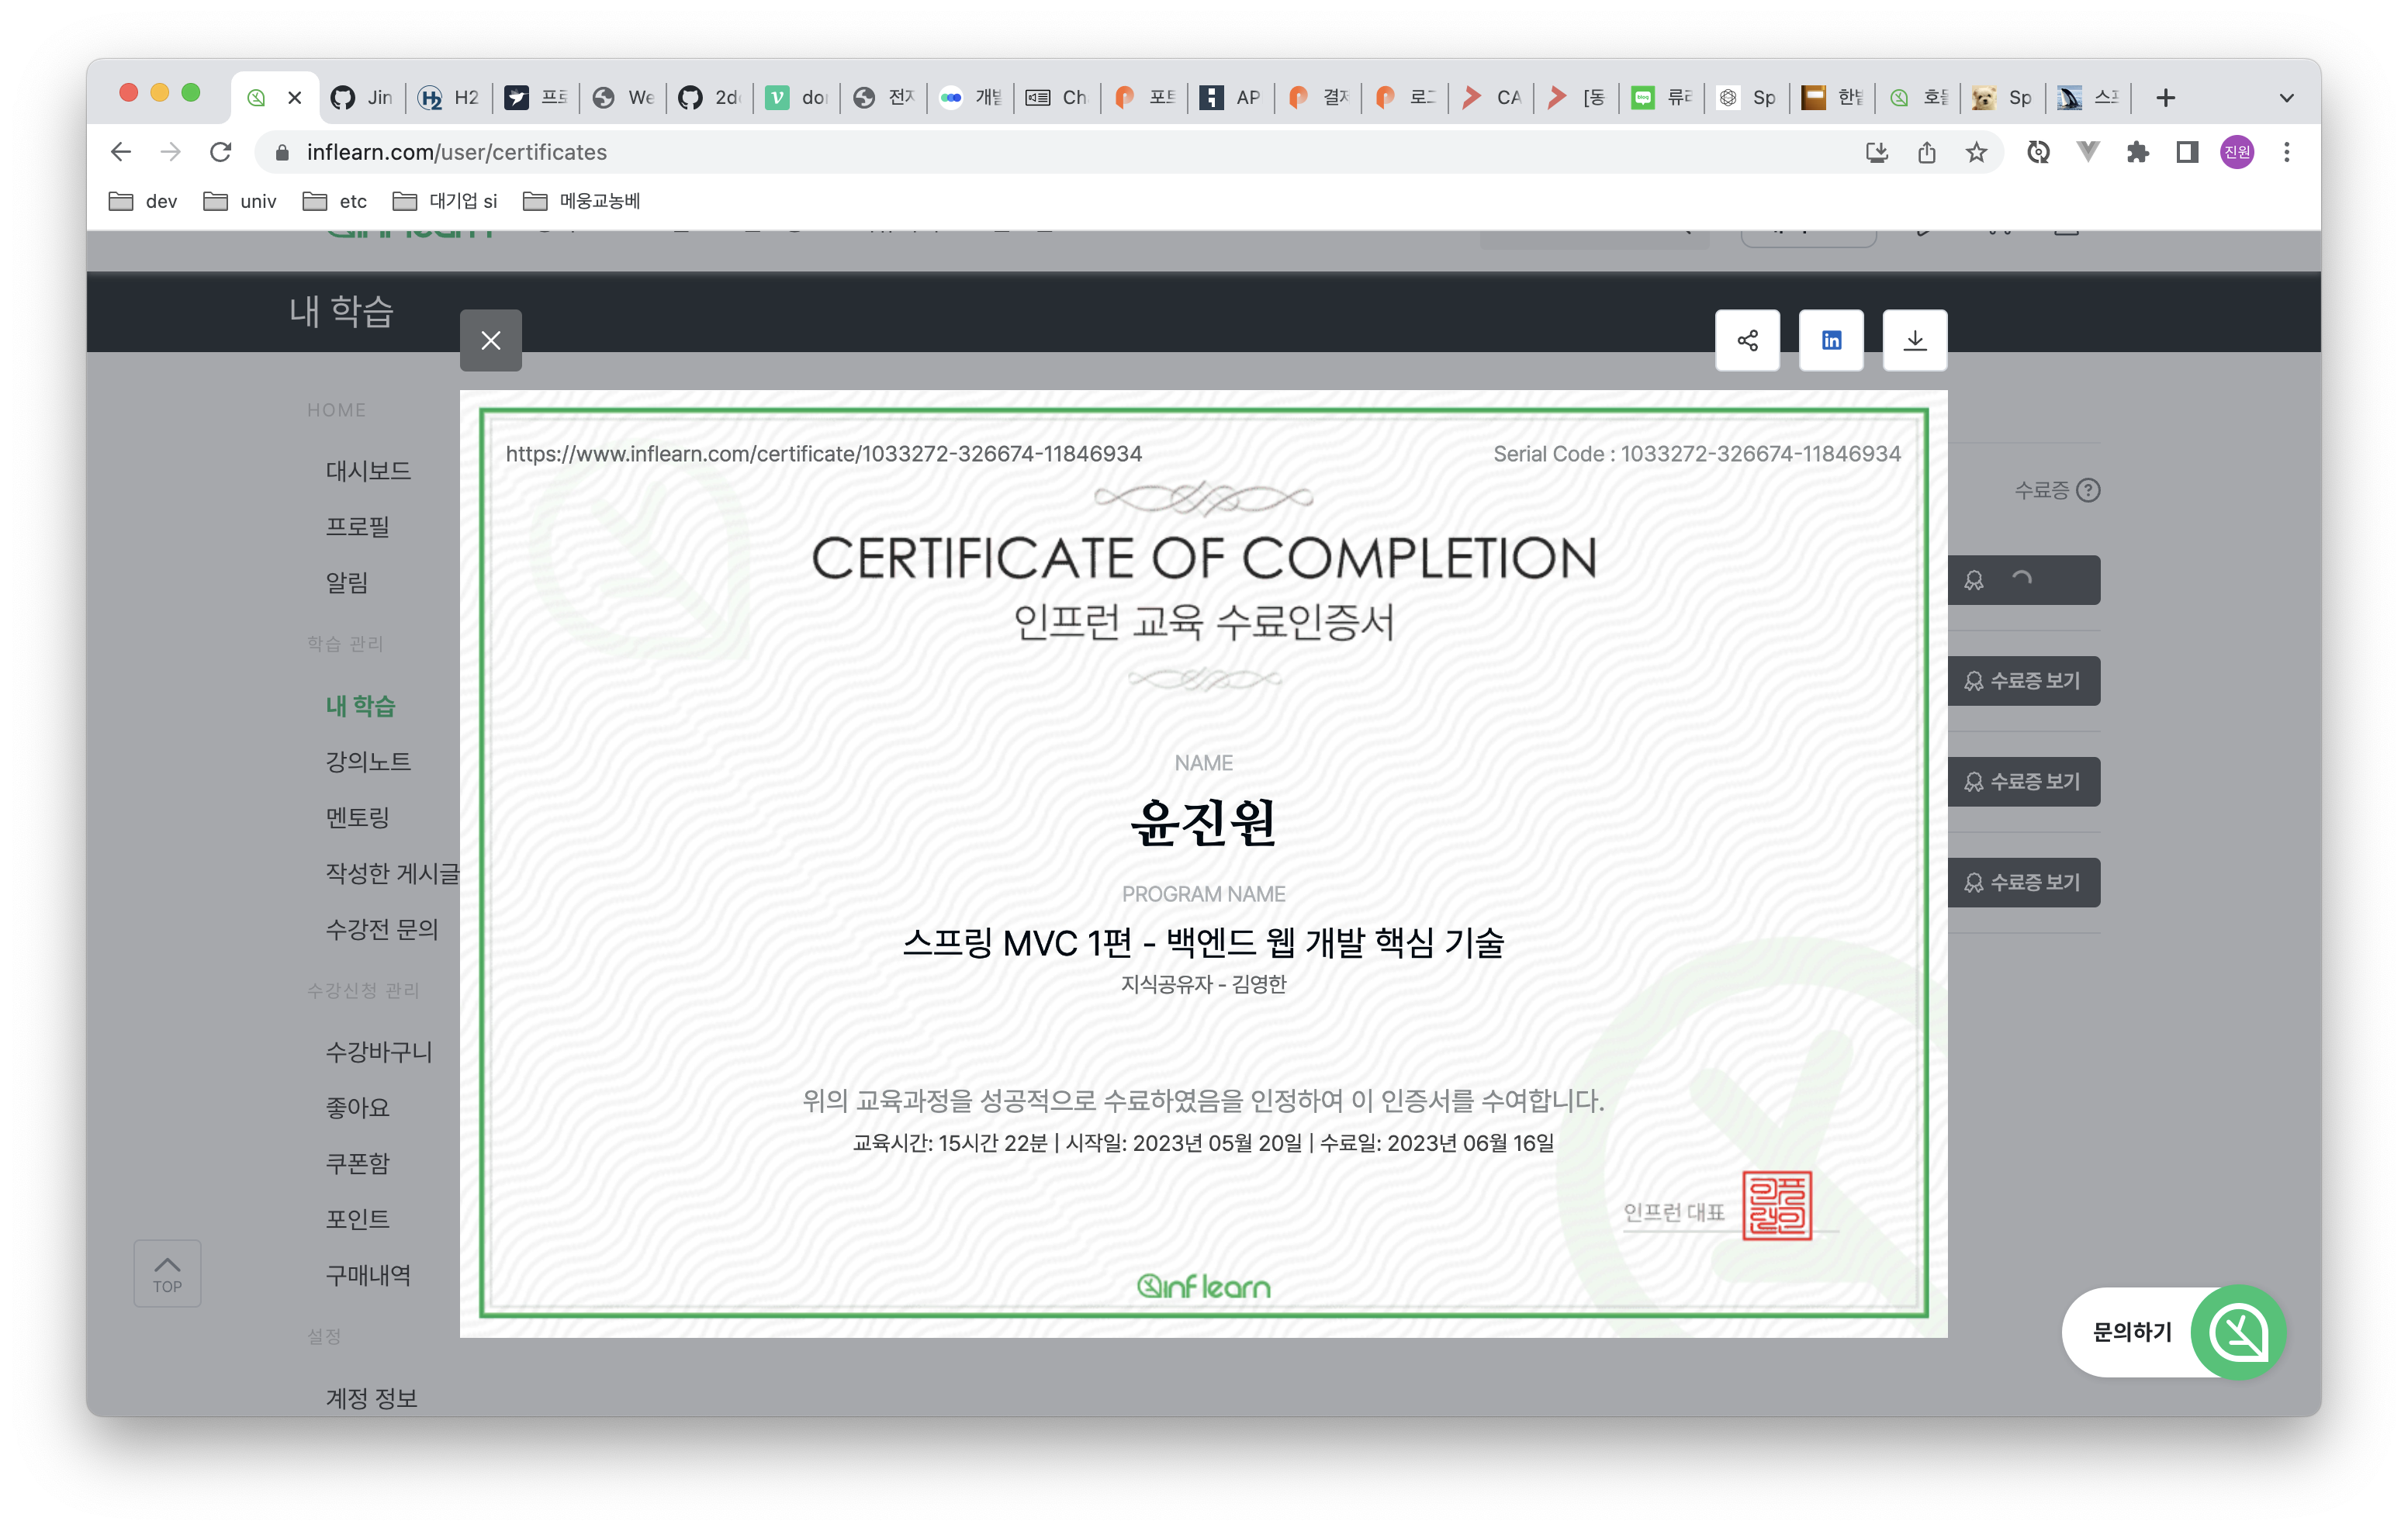 Jin
H2
프로
We
2d
전자
개발
Ch
포트
AP
결제
로그
CA
[동
Sp
호돌
Sp
스프
inflearn.com/user/certificates
진원
dev
univ
etc
대기업 si
메웅교농베
내 학습
HOME
대시보드
프로필
알림
학습 관리
내 학습
강의노트
멘토링
작성한 게시글
수강전 문의
수강신청 관리
수강바구니
좋아요
쿠폰함
포인트
구매내역
설정
계정 정보
TOP
https://www.inflearn.com/certificate/1033272-326674-11846934
Serial Code : 1033272-326674-11846934
CERTIFICATE OF COMPLETION
인프런 교육 수료인증서
NAME
윤진원
PROGRAM NAME
스프링 MVC 1편 - 백엔드 웹 개발 핵심 기술
지식공유자 - 김영한
위의 교육과정을 성공적으로 수료하였음을 인정하여 이 인증서를 수여합니다.
교육시간: 15시간 22분 | 시작일: 2023년 05월 20일 | 수료일: 2023년 06월 16일
인프런 대표
inflearn
수료증
수료증 보기
수료증 보기
수료증 보기
문의하기